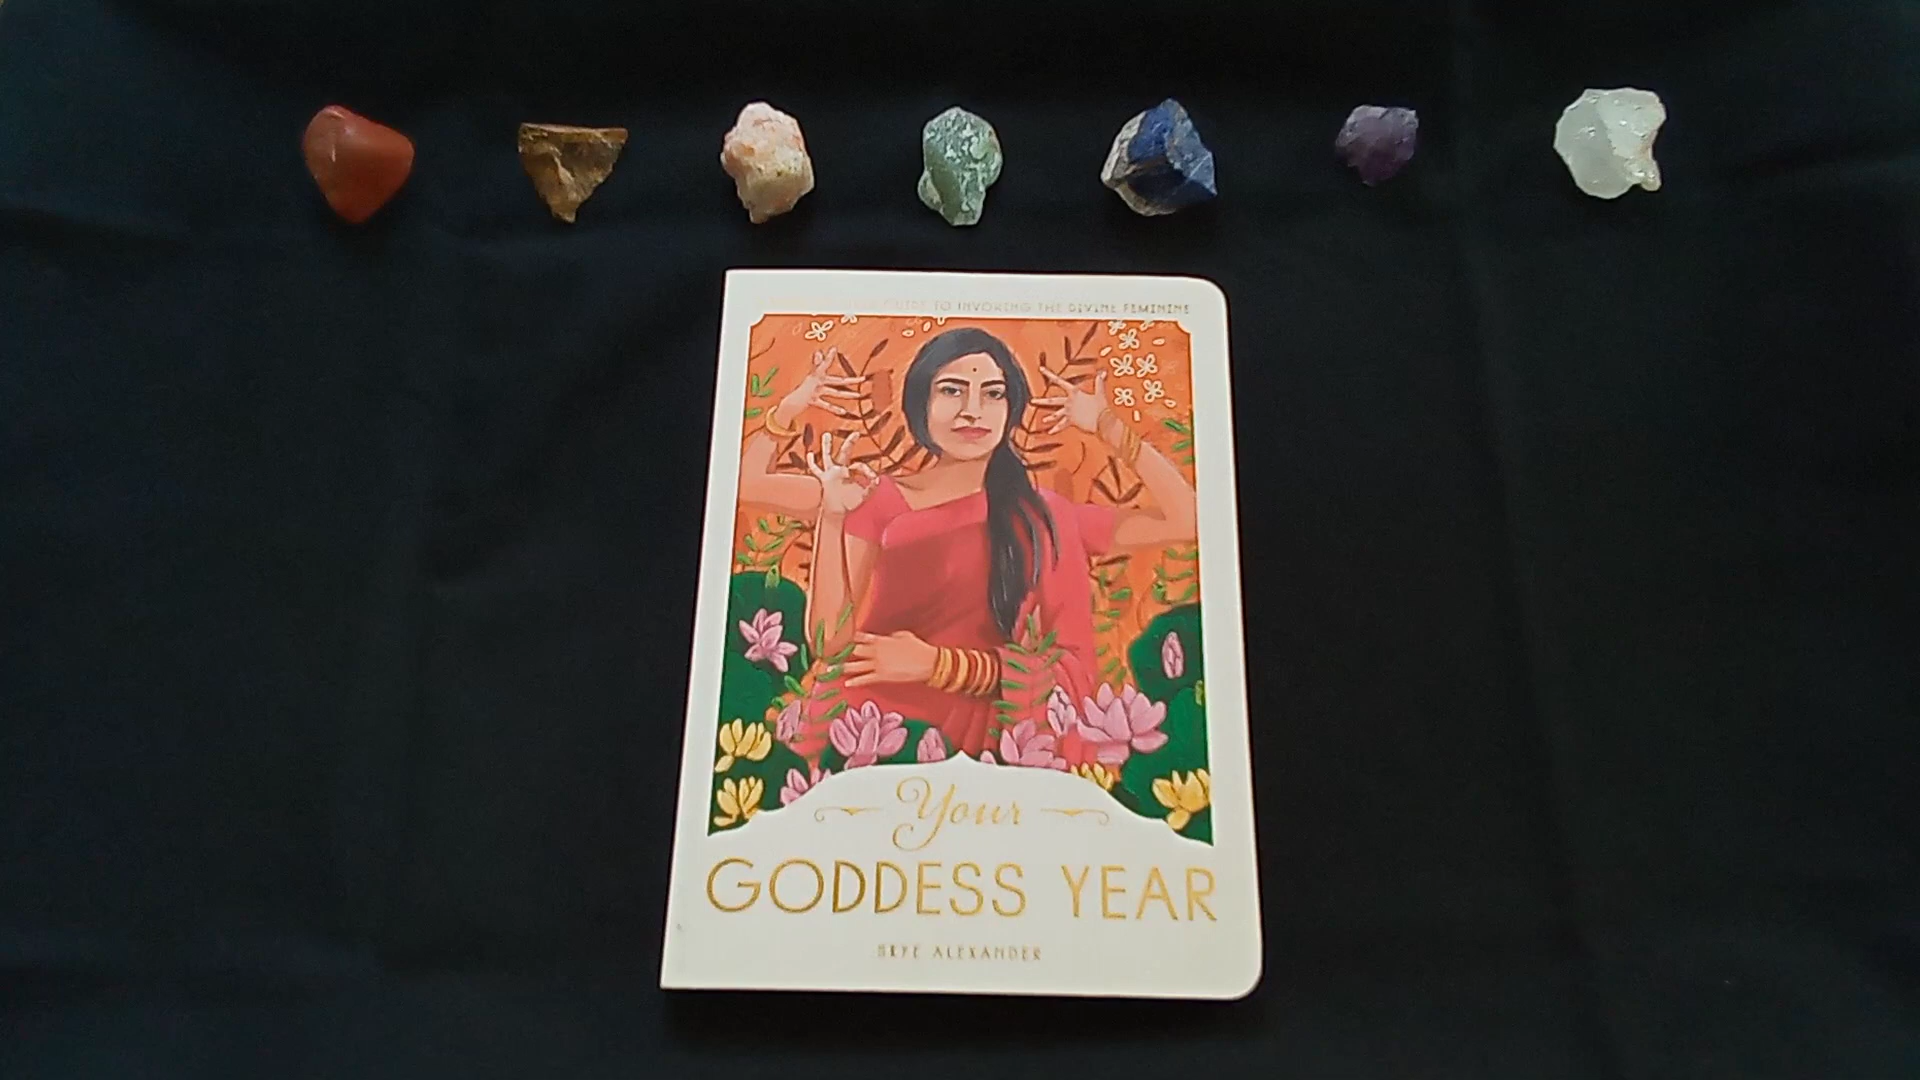 GUIDE TO INVOKING THE DIVINE FEMININE
Your
GODDESS YEAR
SKYE ALEXANDER